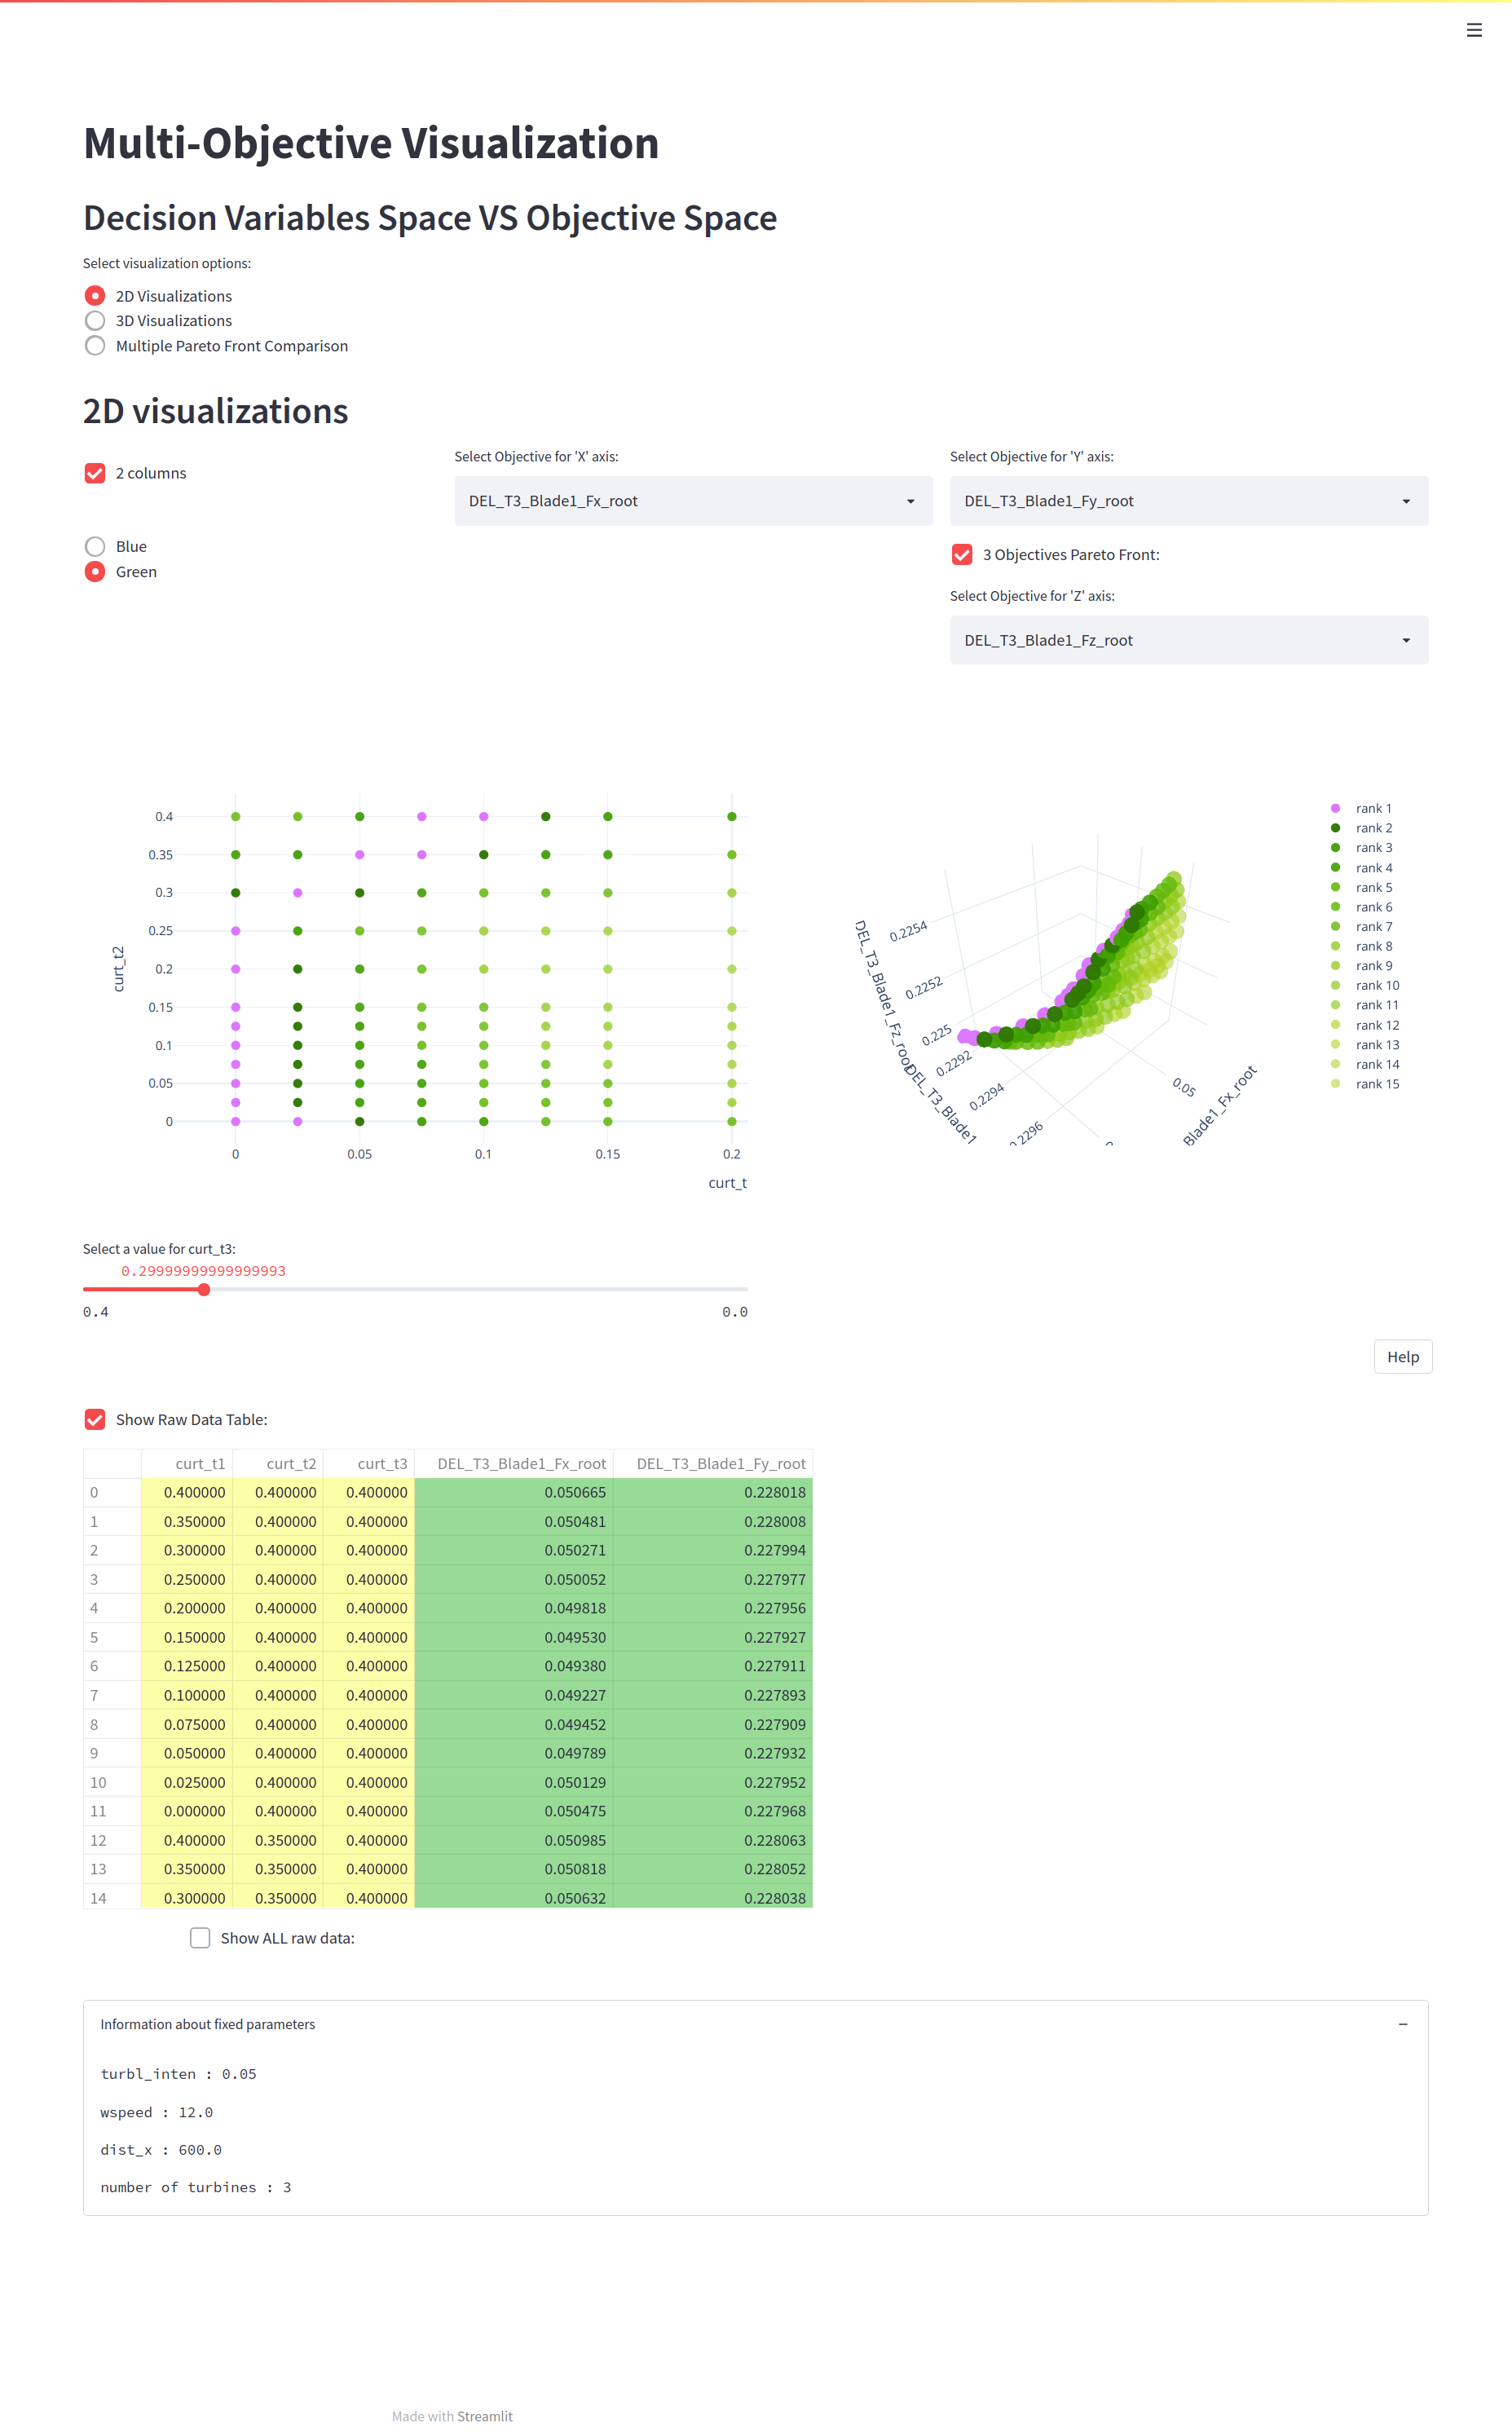 Multi-Objective Visualization
Decision Variables Space VS Objective Space
Select visualization options:
2D Visualizations
3D Visualizations
Multiple Pareto Front Comparison
2D visualizations
2 columns
Blue
Green
Select Objective for 'X' axis:
DEL_T3_Blade1_Fx_root
Select Objective for 'Y' axis:
DEL_T3_Blade1_Fy_root
3 Objectives Pareto Front:
Select Objective for 'Z' axis:
DEL_T3_Blade1_Fz_root
0.4
0.35
0.3
0.25
0.2
0.15
0.1
0.05
0
curt_t2
0 0.05 0.1 0.15 0.2
curt_t
DEL_T3_Blade1_Fz_root
0.2254
0.2252
0.225
0.2292
0.2294
0.2296
DEL_T3_Blade1
0.05
Blade1_Fx_root
rank 1
rank 2
rank 3
rank 4
rank 5
rank 6
rank 7
rank 8
rank 9
rank 10
rank 11
rank 12
rank 13
rank 14
rank 15
Select a value for curt_t3:
0.29999999999999993
0.4 0.0
Help
Show Raw Data Table:
curt_t1 curt_t2 curt_t3 DEL_T3_Blade1_Fx_root DEL_T3_Blade1_Fy_root
0 0.400000 0.400000 0.400000 0.050665 0.228018
1 0.350000 0.400000 0.400000 0.050481 0.228008
2 0.300000 0.400000 0.400000 0.050271 0.227994
3 0.250000 0.400000 0.400000 0.050052 0.227977
4 0.200000 0.400000 0.400000 0.049818 0.227956
5 0.150000 0.400000 0.400000 0.049530 0.227927
6 0.125000 0.400000 0.400000 0.049380 0.227911
7 0.100000 0.400000 0.400000 0.049227 0.227893
8 0.075000 0.400000 0.400000 0.049452 0.227909
9 0.050000 0.400000 0.400000 0.049789 0.227932
10 0.025000 0.400000 0.400000 0.050129 0.227952
11 0.000000 0.400000 0.400000 0.050475 0.227968
12 0.400000 0.350000 0.400000 0.050985 0.228063
13 0.350000 0.350000 0.400000 0.050818 0.228052
14 0.300000 0.350000 0.400000 0.050632 0.228038
Show ALL raw data:
Information about fixed parameters
turbl_inten : 0.05
wspeed : 12.0
dist_x : 600.0
number of turbines : 3
Made with Streamlit